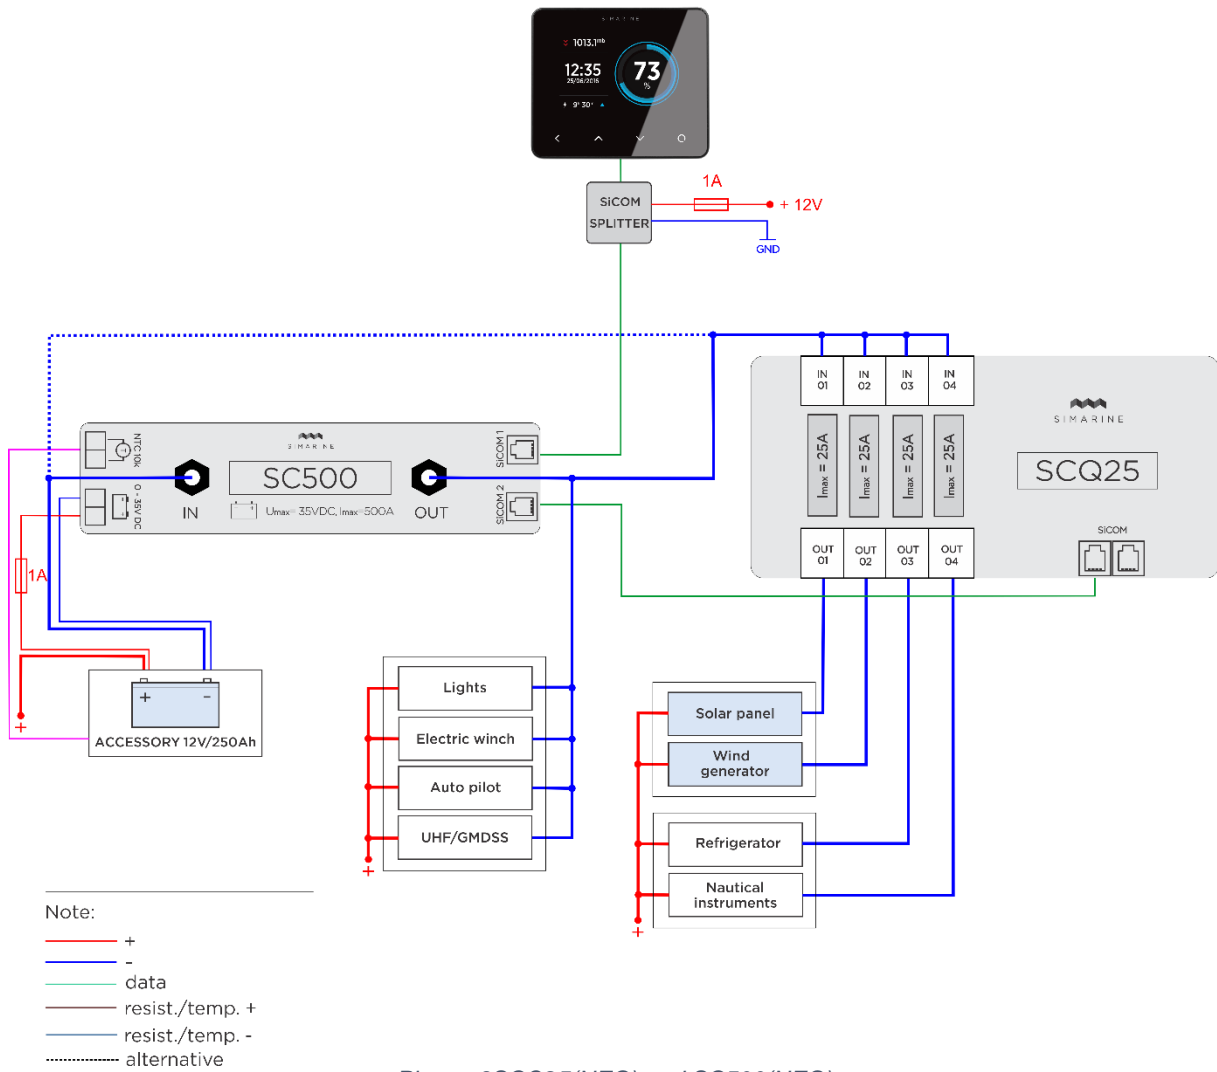 SIMARINE
1013.1mb
12:35
25/06/2016
73
%
9° 30°
1A
SiCOM
SPLITTER
+ 12V
GND
IN
01
IN
02
IN
03
IN
04
SIMARINE
Imax = 25A
Imax = 25A
Imax = 25A
Imax = 25A
SCQ25
OUT
01
OUT
02
OUT
03
OUT
04
SiCOM
NTC 10k
0 - 35V DC
SIMARINE
SC500
IN
Umax= 35VDC, Imax=500A
OUT
SiCOM 1
SiCOM 2
1A
+
+ -
ACCESSORY 12V/250Ah
Lights
Electric winch
Auto pilot
UHF/GMDSS
+
Solar panel
Wind
generator
Refrigerator
Nautical
instruments
+
Note:
+
-
data
resist./temp. +
resist./temp. -
alternative